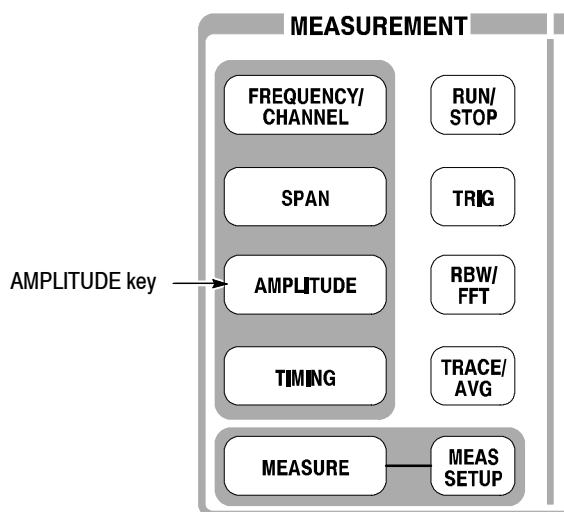 MEASUREMENT
FREQUENCY/
CHANNEL
RUN/
STOP
SPAN
TRIG
AMPLITUDE key
AMPLITUDE
RBW/
FFT
TIMING
TRACE/
AVG
MEASURE
MEAS
SETUP